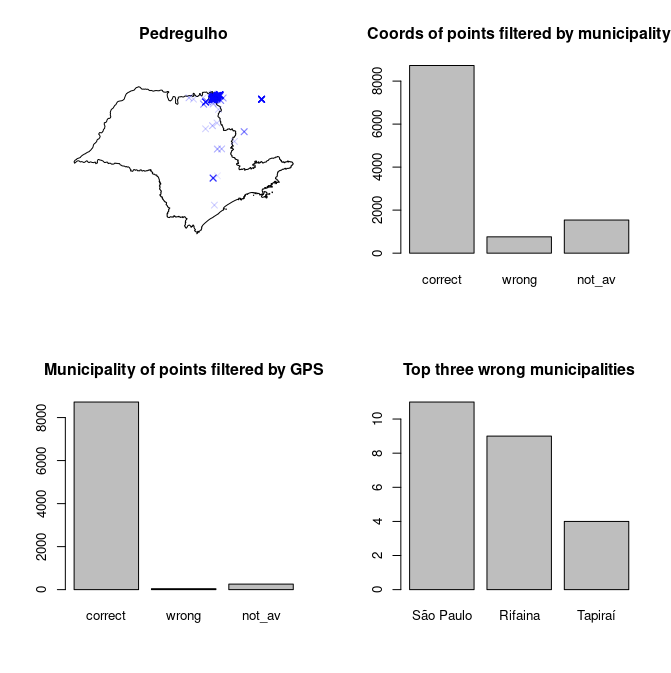 Pedregulho
Coords of points filtered by municipality
8000
6000
4000
2000
0
correct wrong not_av
Municipality of points filtered by GPS
8000
6000
4000
2000
0
correct wrong not_av
Top three wrong municipalities
10
8
6
4
2
0
São Paulo Rifaina Tapiraí